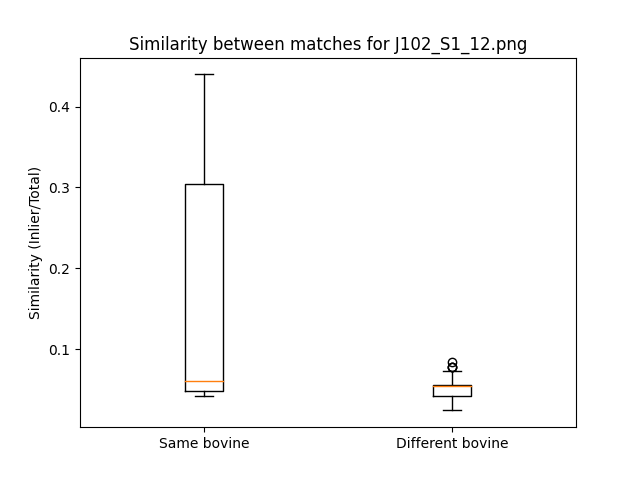 Similarity between matches for J102_S1_12.png
Similarity (Inlier/Total)
0.4
0.3
0.2
0.1
Same bovine
Different bovine